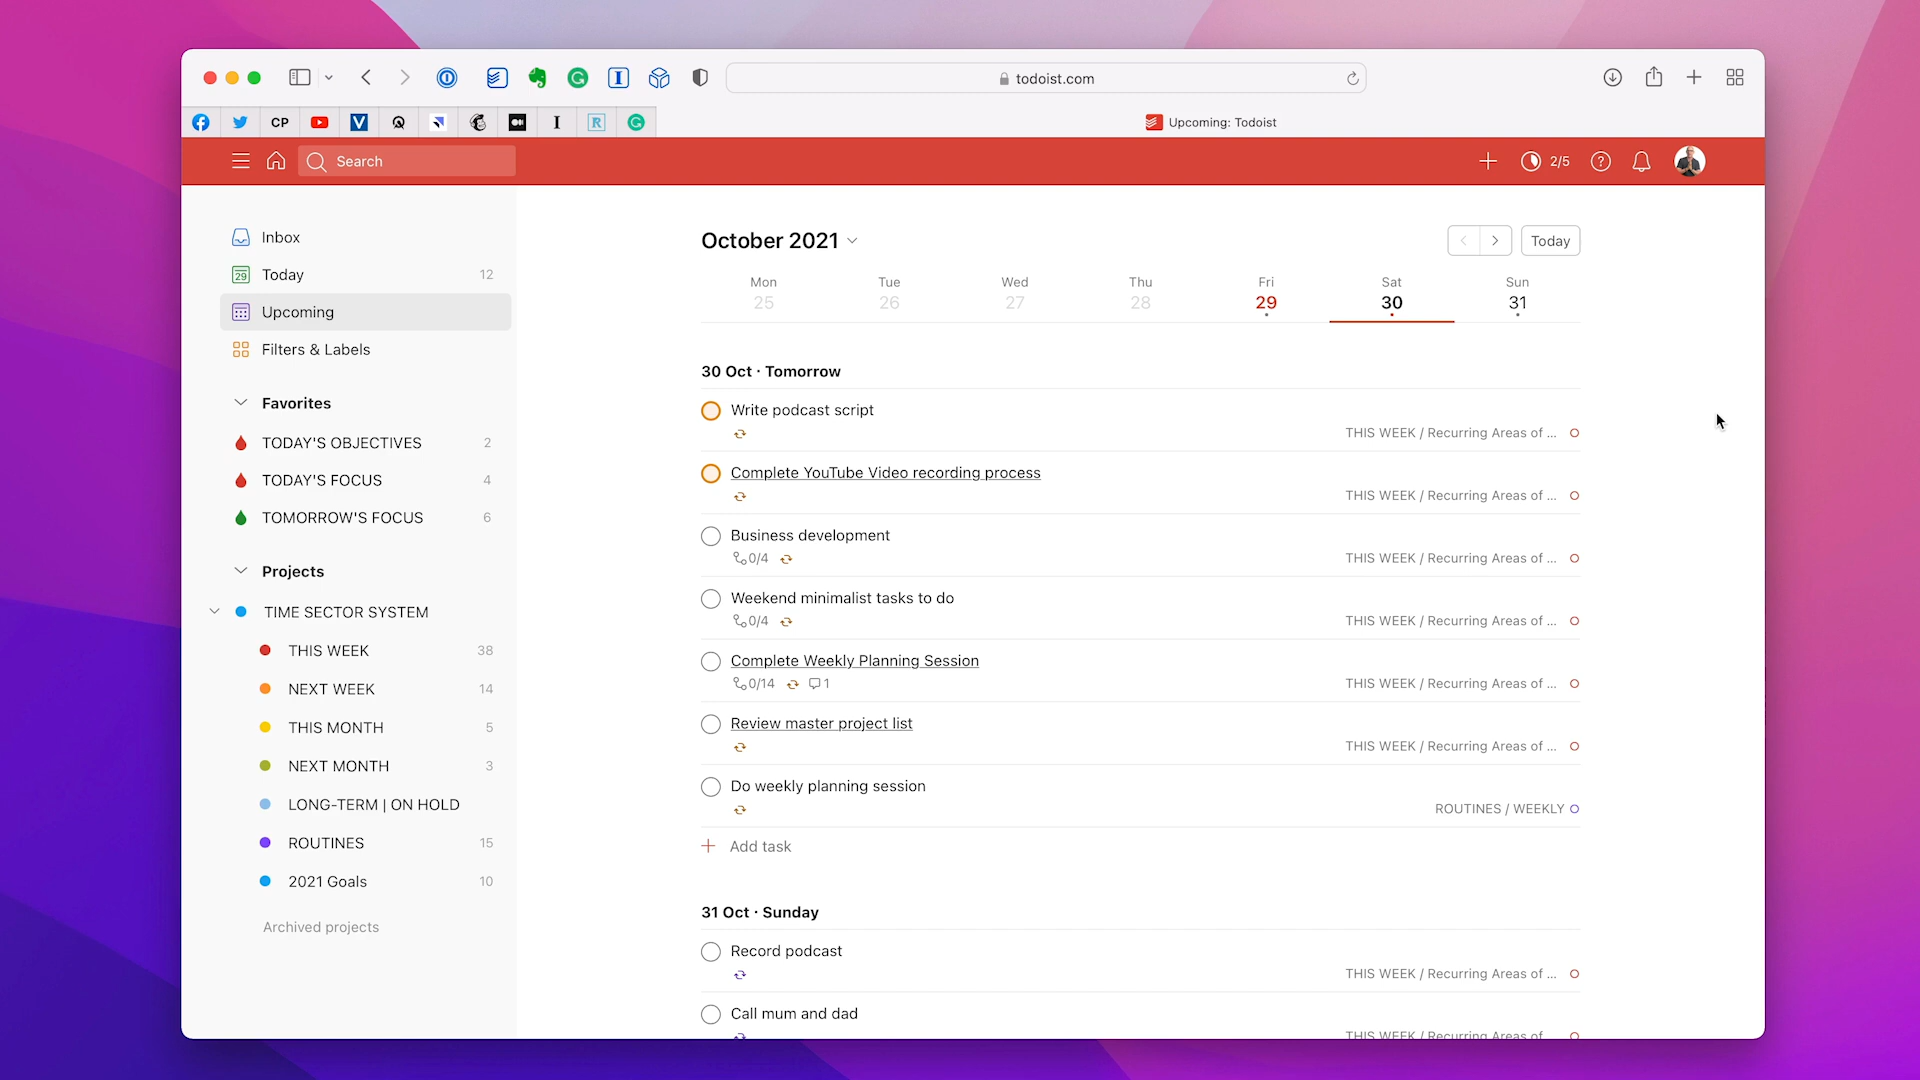 todoist.com
CP
Upcoming: Todoist
Search
2/5
Inbox
29 Today 12
Upcoming
Filters & Labels
Favorites
TODAY'S OBJECTIVES 2
TODAY'S FOCUS 4
TOMORROW'S FOCUS 6
Projects
TIME SECTOR SYSTEM
THIS WEEK 38
NEXT WEEK 14
THIS MONTH 5
NEXT MONTH 3
LONG-TERM | ON HOLD
ROUTINES 15
2021 Goals 10
Archived projects
October 2021
Today
Mon Tue Wed Thu Fri Sat Sun
25 26 27 28 29 30 31
30 Oct · Tomorrow
Write podcast script
THIS WEEK / Recurring Areas of ...
Complete YouTube Video recording process
THIS WEEK / Recurring Areas of ...
Business development
0/4 THIS WEEK / Recurring Areas of ...
Weekend minimalist tasks to do
0/4 THIS WEEK / Recurring Areas of ...
Complete Weekly Planning Session
0/14 1 THIS WEEK / Recurring Areas of ...
Review master project list
THIS WEEK / Recurring Areas of ...
Do weekly planning session
ROUTINES / WEEKLY
Add task
31 Oct · Sunday
Record podcast
THIS WEEK / Recurring Areas of ...
Call mum and dad
THIS WEEK / Recurring Areas of ...